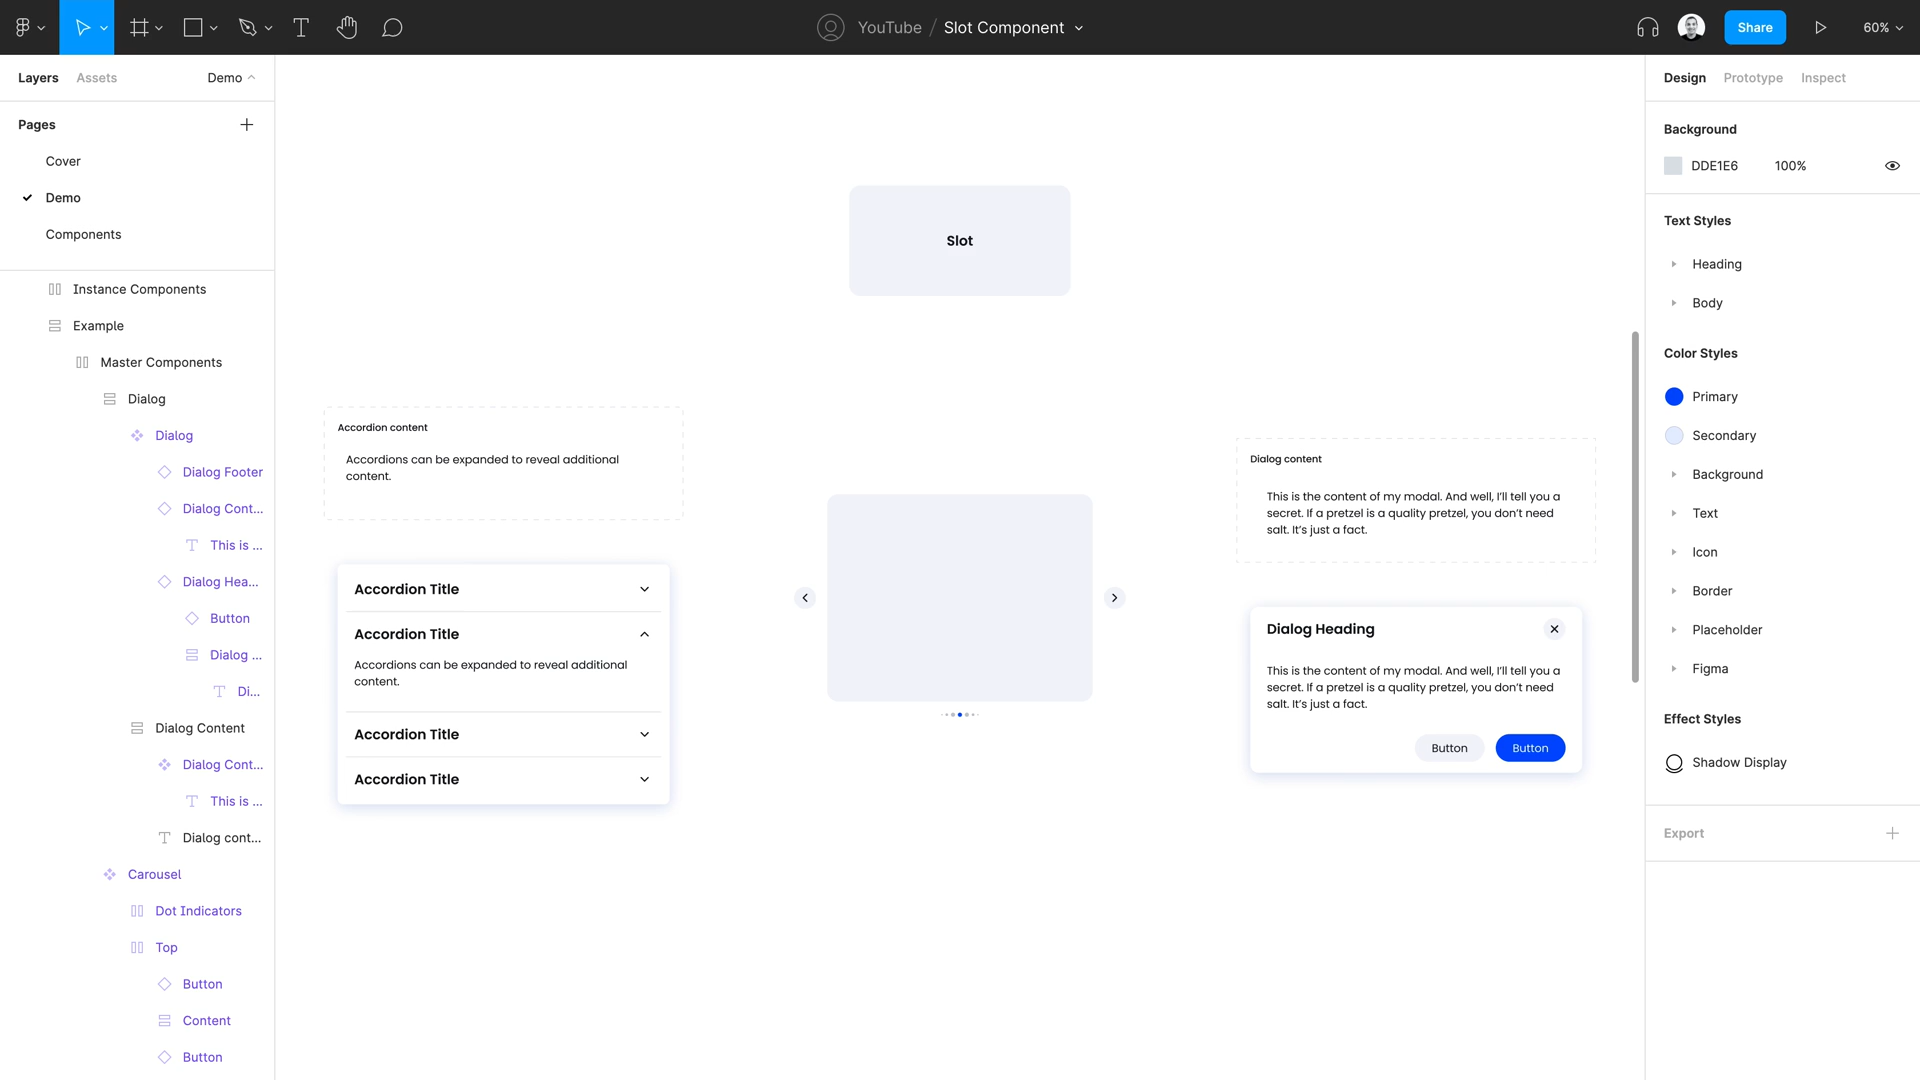 YouTube / Slot Component
Share
60%
Layers
Assets
Demo
Pages
Cover
Demo
Components
Instance Components
Example
Master Components
Dialog
Dialog
Dialog Footer
Dialog Cont...
This is ...
Dialog Hea...
Button
Dialog ...
Di...
Dialog Content
Dialog Cont...
This is ...
Dialog cont...
Carousel
Dot Indicators
Top
Button
Content
Button
Slot
Accordion content
Accordions can be expanded to reveal additional
content.
Accordion Title
Accordion Title
Accordions can be expanded to reveal additional
content.
Accordion Title
Accordion Title
Dialog content
This is the content of my modal. And well, I'll tell you a
secret. If a pretzel is a quality pretzel, you don't need
salt. It's just a fact.
Dialog Heading
This is the content of my modal. And well, I'll tell you a
secret. If a pretzel is a quality pretzel, you don't need
salt. It's just a fact.
Button
Button
Design
Prototype
Inspect
Background
DDE1E6
100%
Text Styles
Heading
Body
Color Styles
Primary
Secondary
Background
Text
Icon
Border
Placeholder
Figma
Effect Styles
Shadow Display
Export